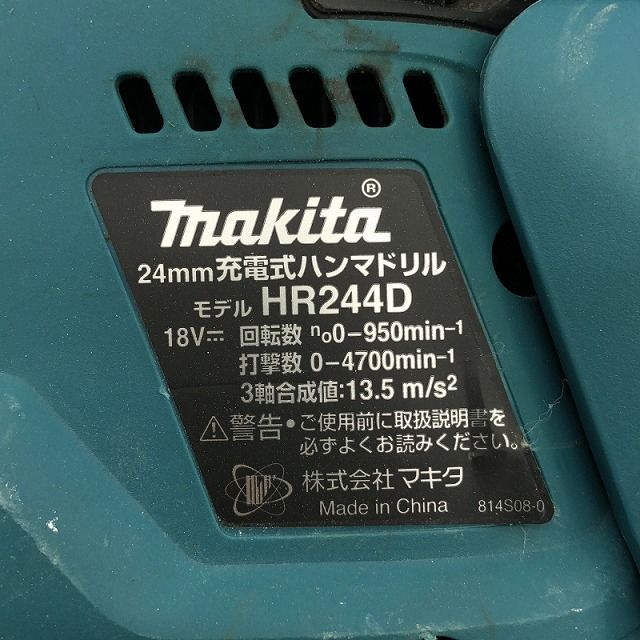 makita®
24mm充電式ハンマドリル
モデル HR244D
18V⎓ 回転数 n₀0-950min⁻¹
打撃数 0-4700min⁻¹
3軸合成値:13.5 m/s²
⚠警告•ご使用前に取扱説明書を
必ずよくお読みください。
株式会社 マキタ
Made in China 814S08-0